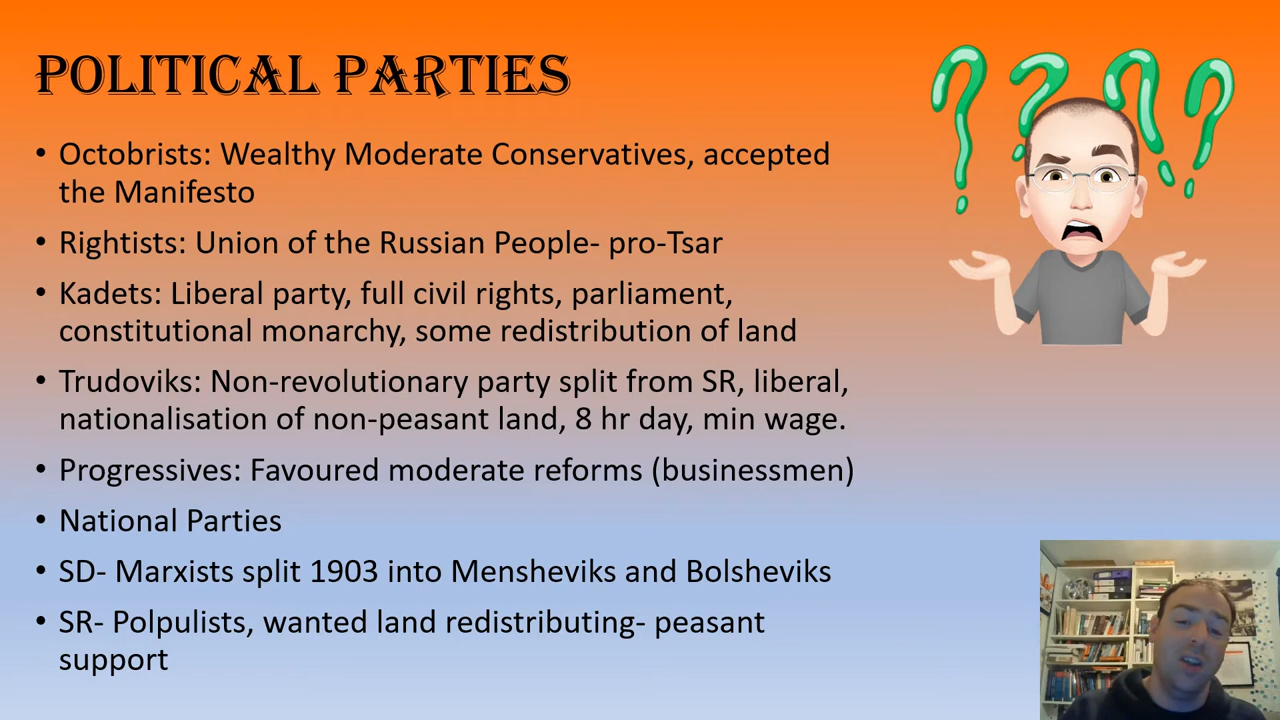 POLITICAL PARTIES
• Octobrists: Wealthy Moderate Conservatives, accepted
the Manifesto
• Rightists: Union of the Russian People- pro-Tsar
• Kadets: Liberal party, full civil rights, parliament,
constitutional monarchy, some redistribution of land
• Trudoviks: Non-revolutionary party split from SR, liberal,
nationalisation of non-peasant land, 8 hr day, min wage.
• Progressives: Favoured moderate reforms (businessmen)
• National Parties
• SD- Marxists split 1903 into Mensheviks and Bolsheviks
• SR- Polpulists, wanted land redistributing- peasant
support
????